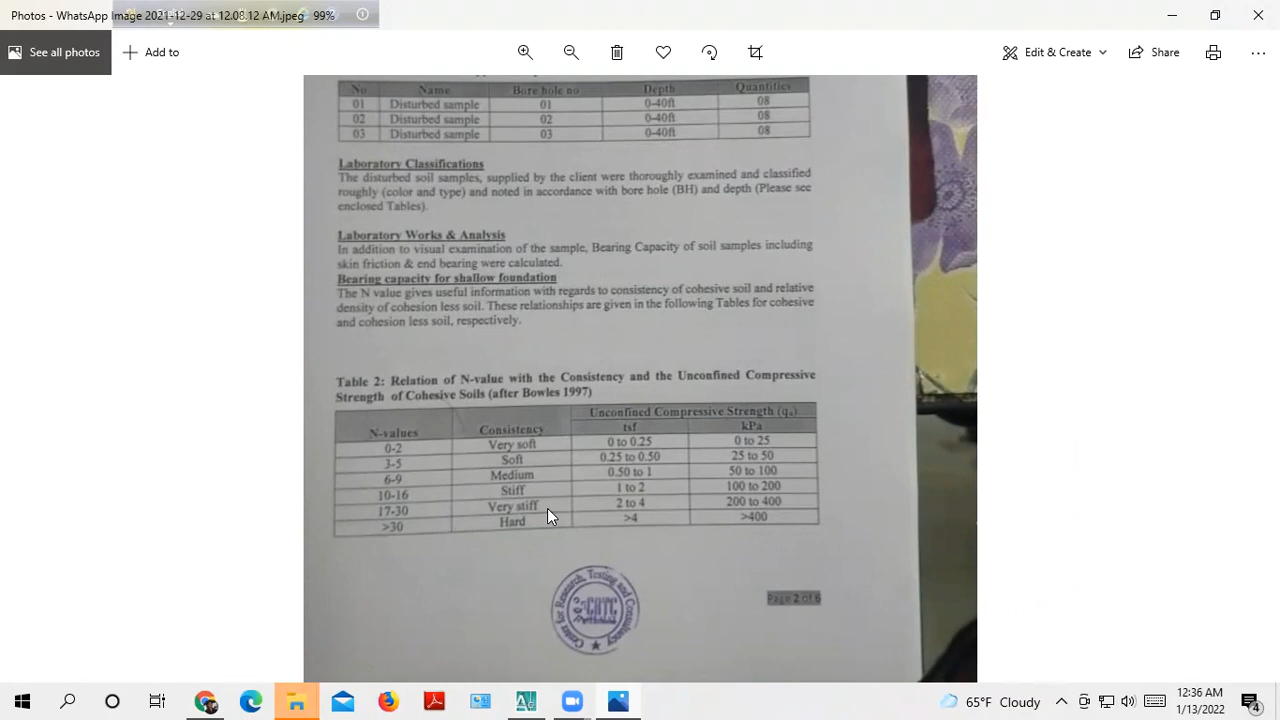 Photos - WhatsApp Image 2021-12-29 at 12.08.12 AM.jpeg - 99%
See all photos
Add to
Edit & Create
Share
No Name Bore hole no Depth Quantities
01 Disturbed sample 01 0-40ft 08
02 Disturbed sample 02 0-40ft 08
03 Disturbed sample 03 0-40ft 08
Laboratory Classifications
The disturbed soil samples, supplied by the client were thoroughly examined and classified
roughly (color and type) and noted in accordance with bore hole (BH) and depth (Please see
enclosed Tables).
Laboratory Works & Analysis
In addition to visual examination of the sample, Bearing Capacity of soil samples including
skin friction & end bearing were calculated.
Bearing capacity for shallow foundation
The N value gives useful information with regards to consistency of cohesive soil and relative
density of cohesion less soil. These relationships are given in the following Tables for cohesive
and cohesion less soil, respectively.
Table 2: Relation of N-value with the Consistency and the Unconfined Compressive
Strength of Cohesive Soils (after Bowles 1997)
N-values Consistency Unconfined Compressive Strength (qu)
tsf kPa
0-2 Very soft 0 to 0.25 0 to 25
3-5 Soft 0.25 to 0.50 25 to 50
6-9 Medium 0.50 to 1 50 to 100
10-16 Stiff 1 to 2 100 to 200
17-30 Very stiff 2 to 4 200 to 400
>30 Hard >4 >400
Center for Research, Testing and Consultancy
Page 2 of 6
65°F Cloudy
12:36 AM
1/13/2022
4